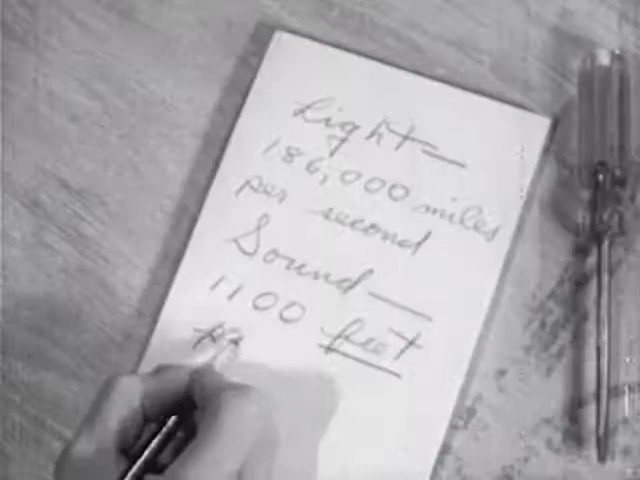 Light—
186,000 miles
per second
Sound—
1100 feet